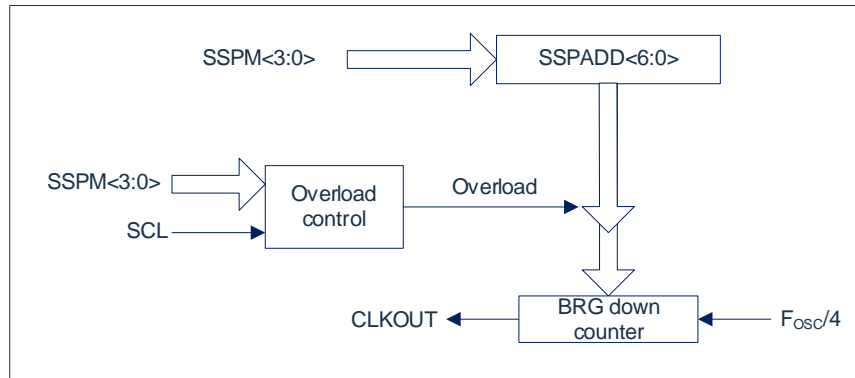 SSPM<3:0>
SSPADD<6:0>
SSPM<3:0>
Overload
control
Overload
SCL
CLKOUT
BRG down
counter
FOSC/4